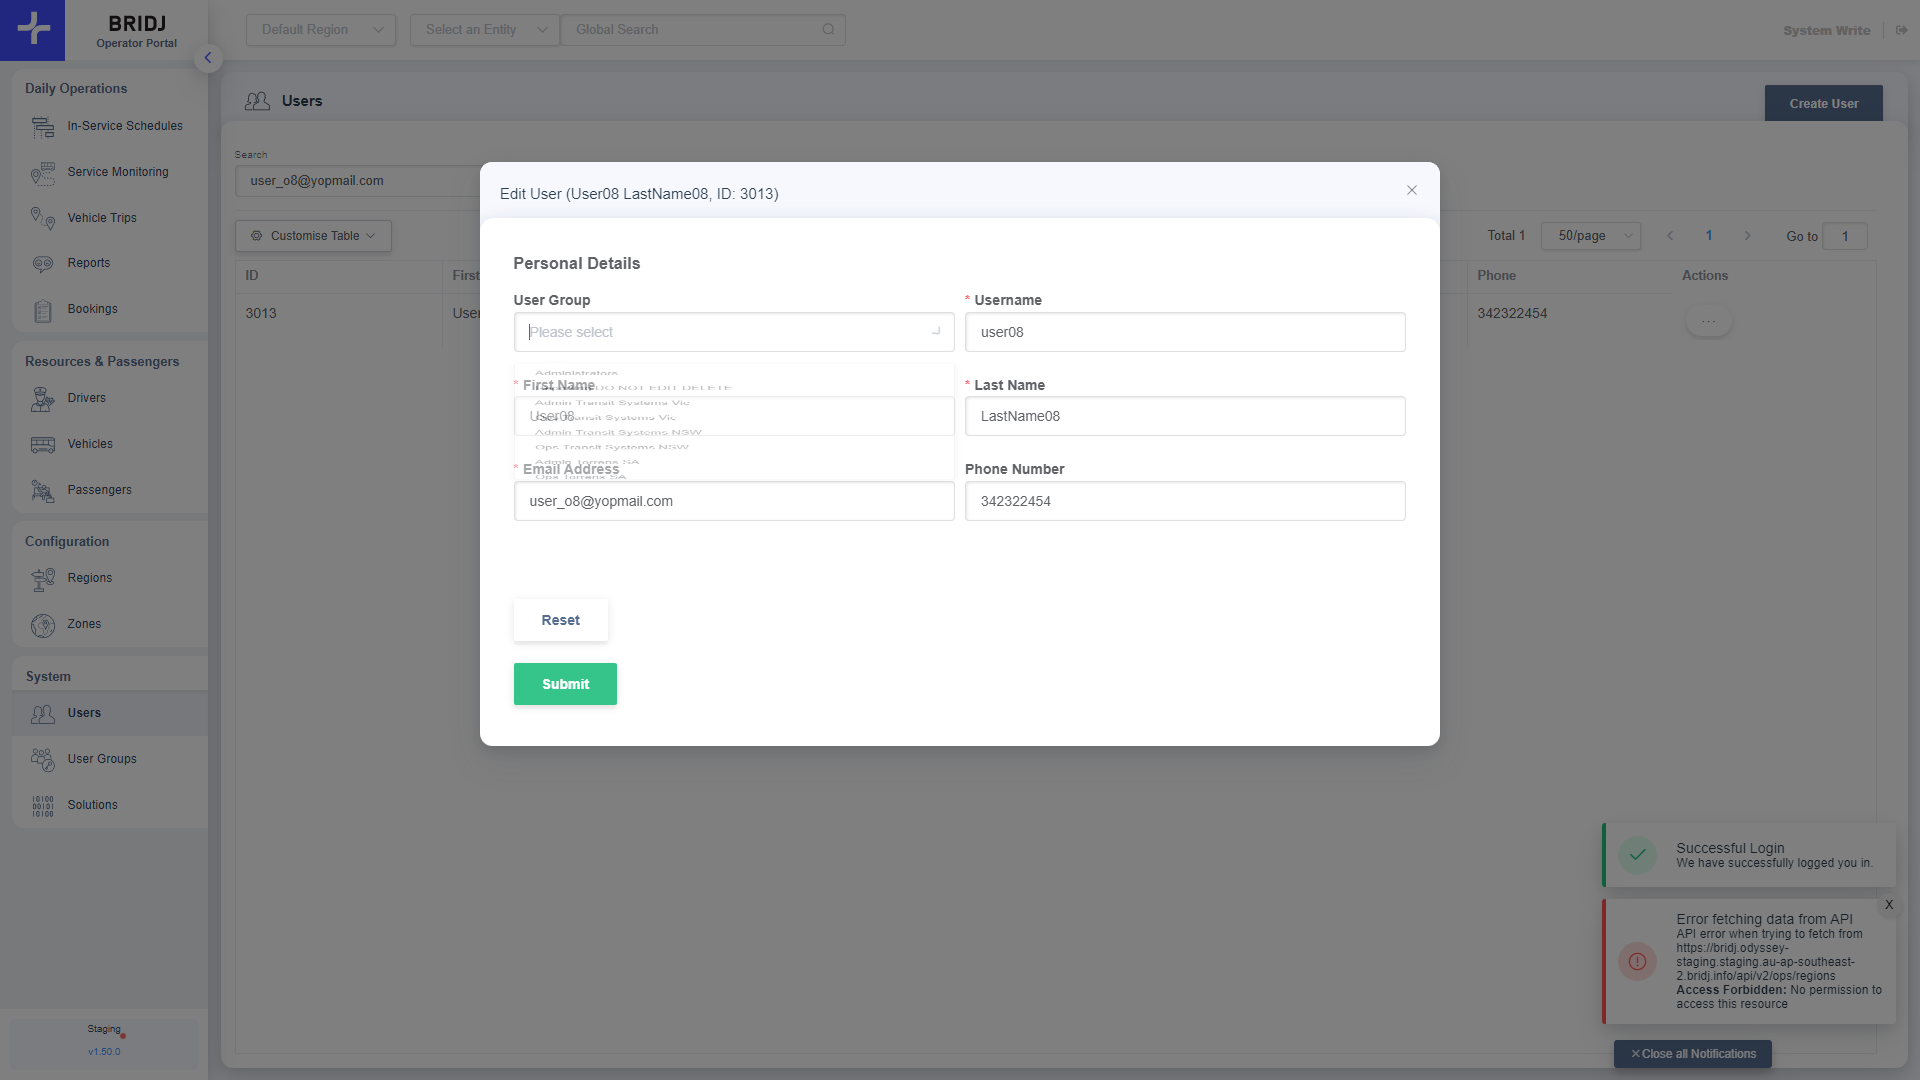 BRIDJ
Operator Portal
Default Region
Select an Entity
Global Search
System Write
Daily Operations
In-Service Schedules
Service Monitoring
Vehicle Trips
Reports
Bookings
Resources & Passengers
Drivers
Vehicles
Passengers
Configuration
Regions
Zones
System
Users
User Groups
Solutions
Staging
v1.50.0
Users
Create User
Search
user_o8@yopmail.com
Customise Table
Total 1
50/page
1
Go to
1
ID
First
Phone
Actions
3013
User
342322454
...
Edit User (User08 LastName08, ID: 3013)
Personal Details
User Group
* Username
Please select
user08
Administrators
* First Name
DO NOT EDIT DELETE
* Last Name
Admin Transit Systems Vic
User08
Transit Systems Vic
LastName08
Admin Transit Systems NSW
Ops Transit Systems NSW
Admin Torrens SA
* Email Address
Ops Torrens SA
Phone Number
user_o8@yopmail.com
342322454
Reset
Submit
Successful Login
We have successfully logged you in.
X
Error fetching data from API
API error when trying to fetch from
https://bridj.odyssey-
staging.staging.au-ap-southeast-
2.bridj.info/api/v2/ops/regions
Access Forbidden: No permission to
access this resource
Close all Notifications